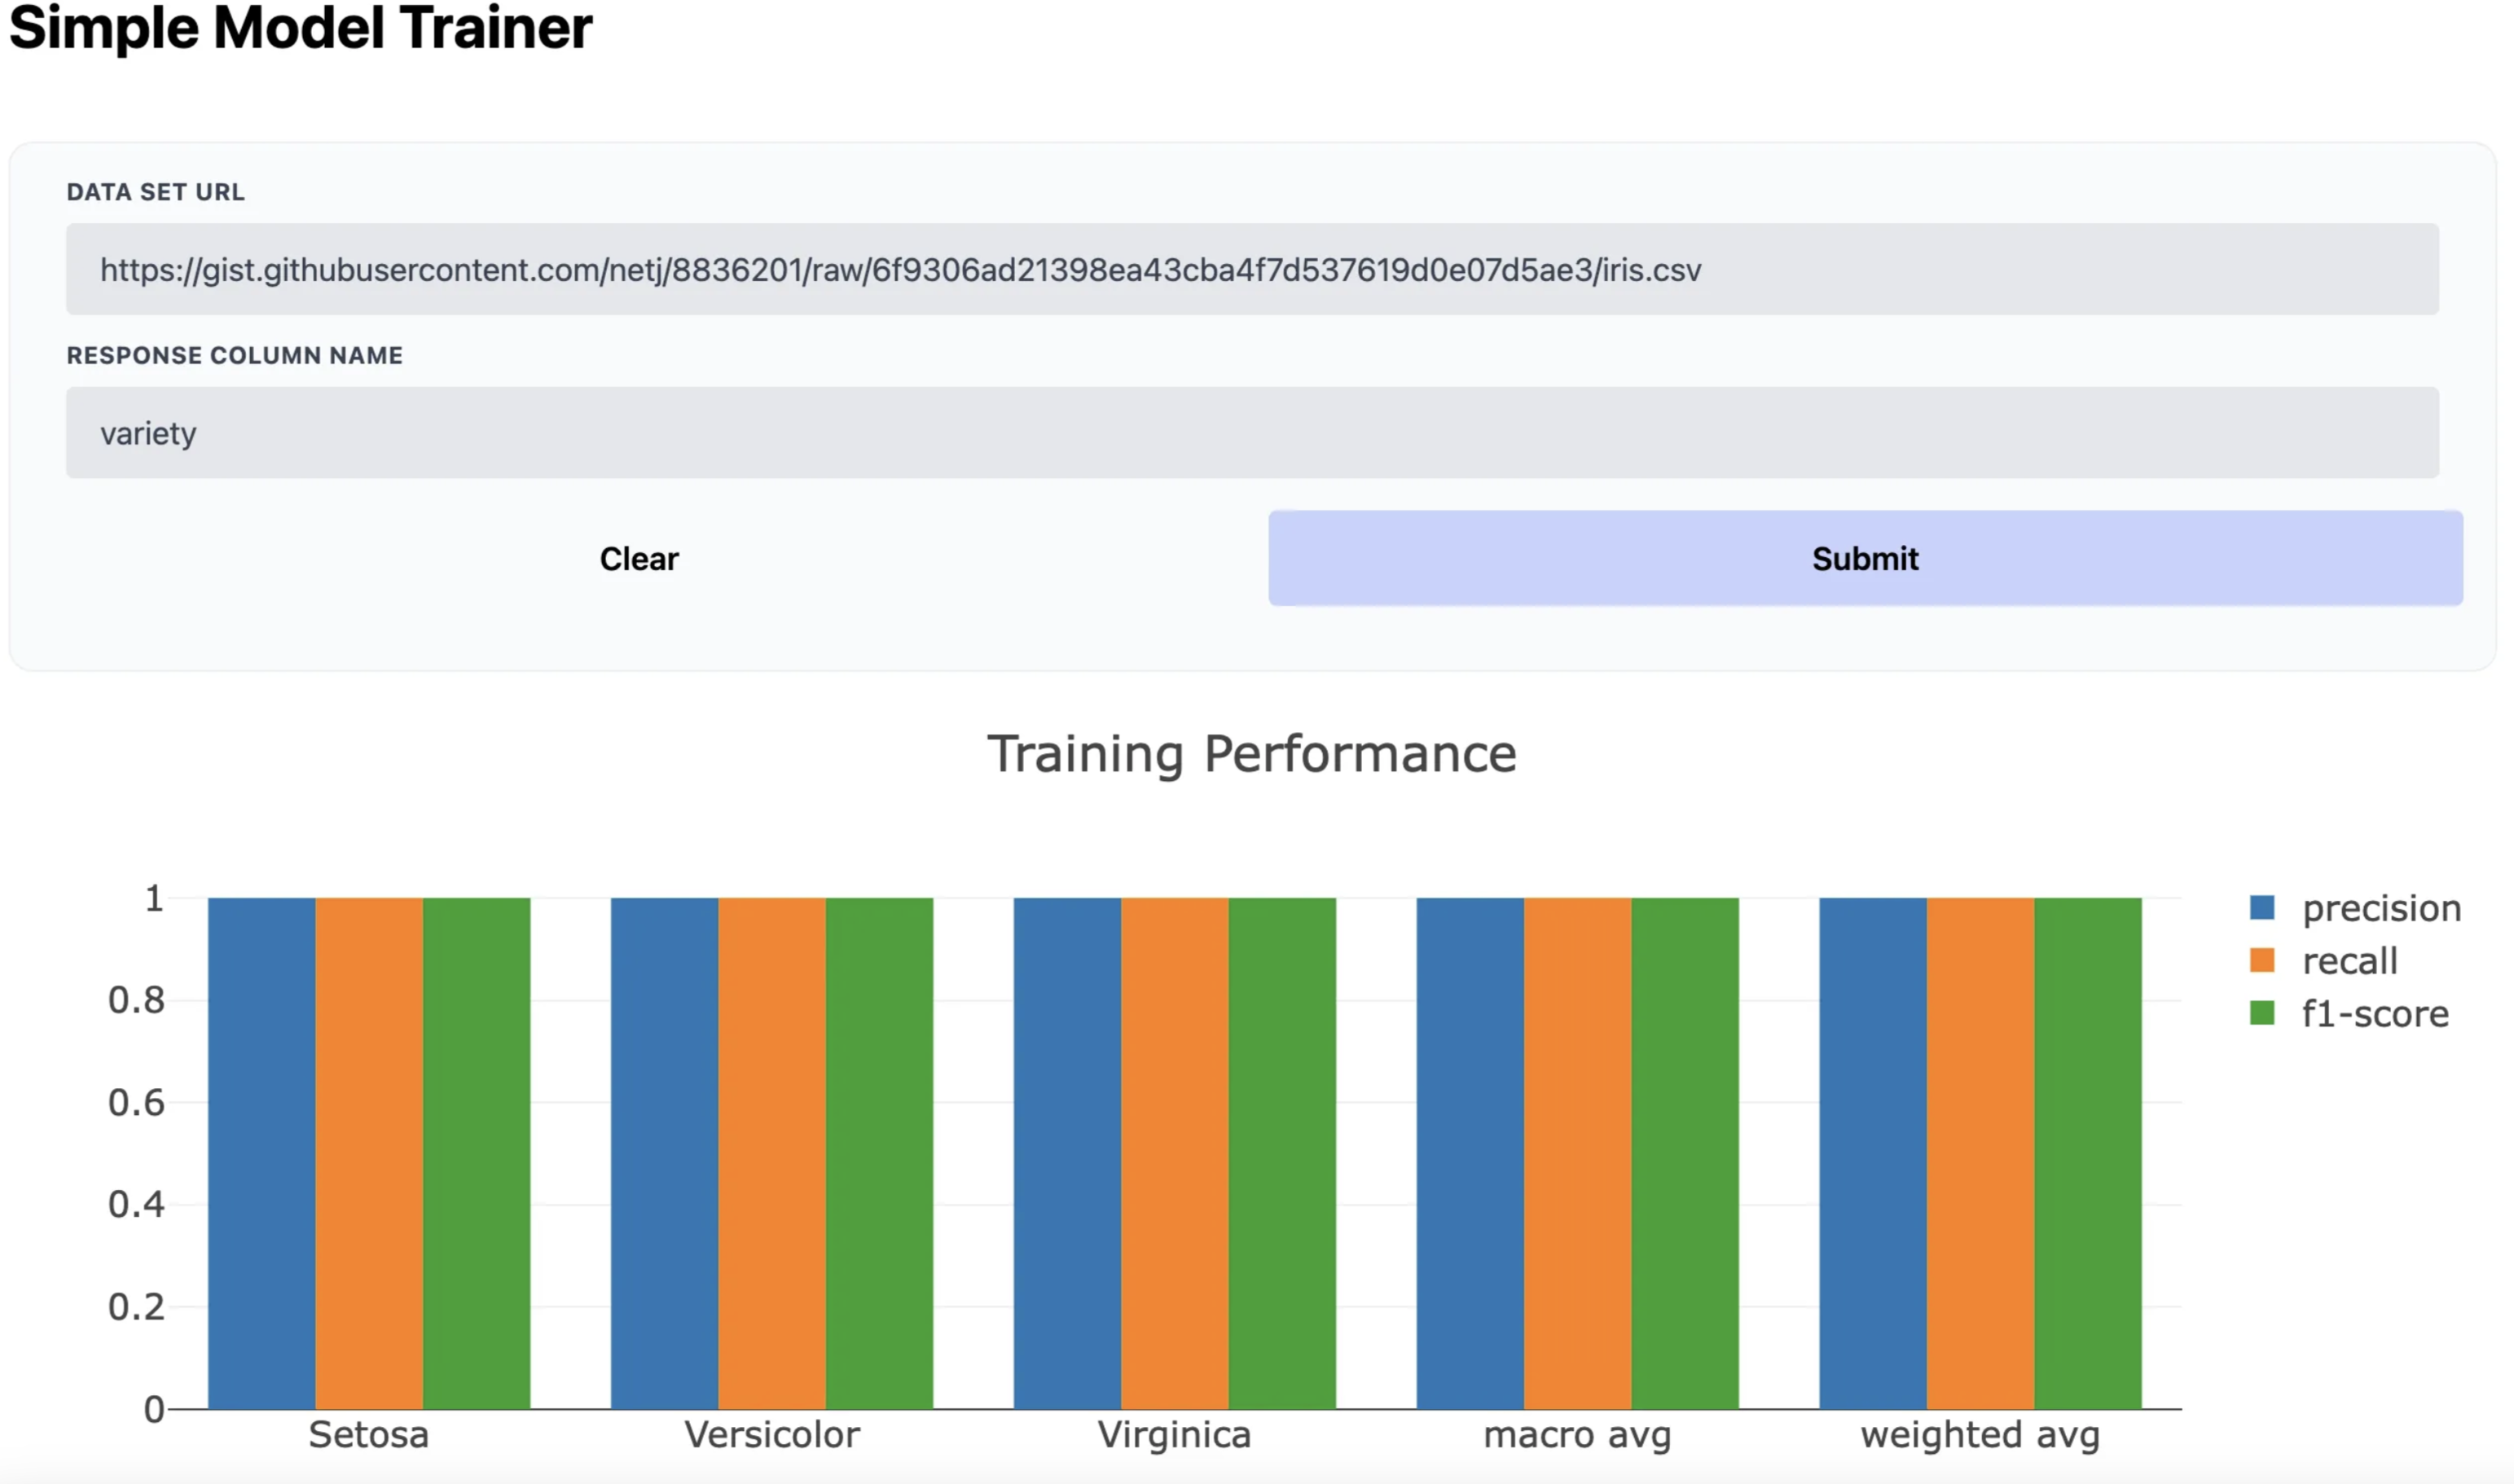 Simple Model Trainer
DATA SET URL
https://gist.githubusercontent.com/netj/8836201/raw/6f9306ad21398ea43cba4f7d537619d0e07d5ae3/iris.csv
RESPONSE COLUMN NAME
variety
Clear
Submit
Training Performance
1
0.8
0.6
0.4
0.2
0
Setosa
Versicolor
Virginica
macro avg
weighted avg
precision
recall
f1-score